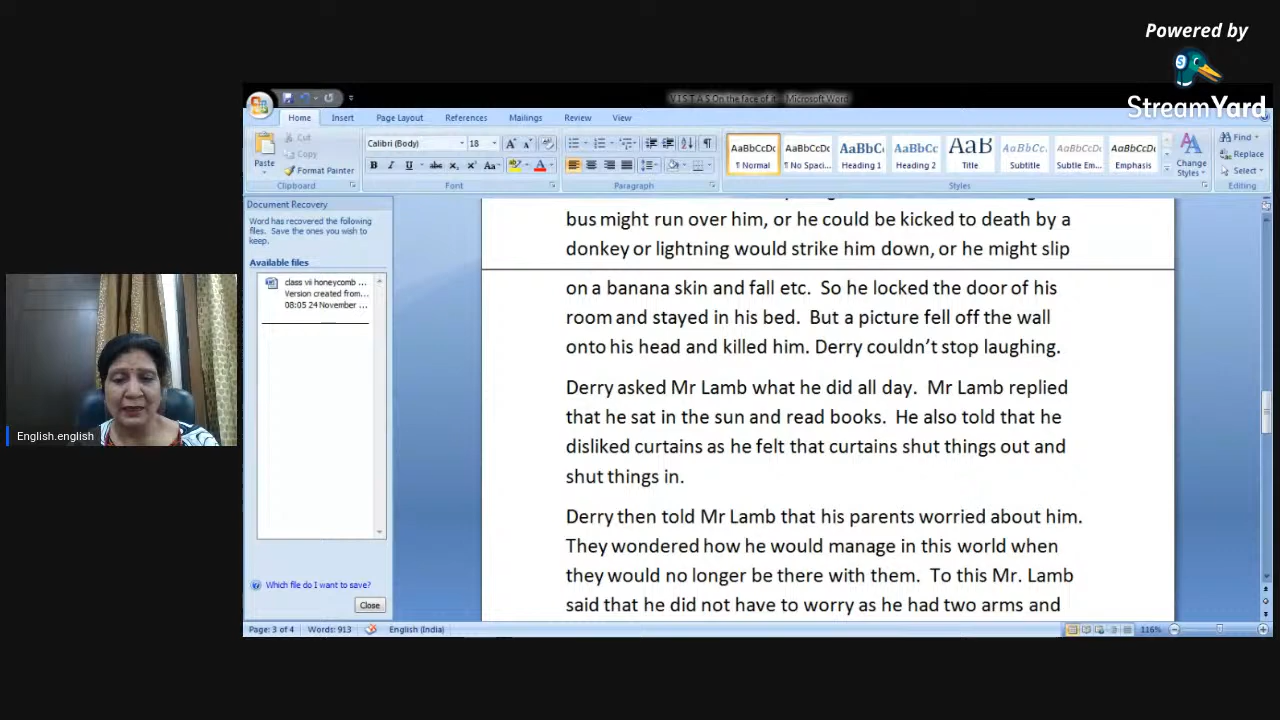 Powered by
StreamYard
V I S T A S On the face of it - Microsoft Word
Home Insert Page Layout References Mailings Review View
Paste
Cut
Copy
Format Painter
Clipboard
Calibri (Body) 18
Font
Paragraph
AaBbCcDc AaBbCcDc AaBbCc AaBbCc AaB AaBbCc. AaBbCcDc AaBbCcDc
¶ Normal ¶ No Spaci... Heading 1 Heading 2 Title Subtitle Subtle Em... Emphasis
Change
Styles
Styles
Find
Replace
Select
Editing
Document Recovery
Word has recovered the following
files. Save the ones you wish to
keep.
Available files
class vii honeycomb ...
Version created from...
08:05 24 November ...
Which file do I want to save?
Close
bus might run over him, or he could be kicked to death by a
donkey or lightning would strike him down, or he might slip
on a banana skin and fall etc. So he locked the door of his
room and stayed in his bed. But a picture fell off the wall
onto his head and killed him. Derry couldn't stop laughing.
Derry asked Mr Lamb what he did all day. Mr Lamb replied
that he sat in the sun and read books. He also told that he
disliked curtains as he felt that curtains shut things out and
shut things in.
Derry then told Mr Lamb that his parents worried about him.
They wondered how he would manage in this world when
they would no longer be there with them. To this Mr. Lamb
said that he did not have to worry as he had two arms and
English.english
Page: 3 of 4 Words: 913 English (India) 116%